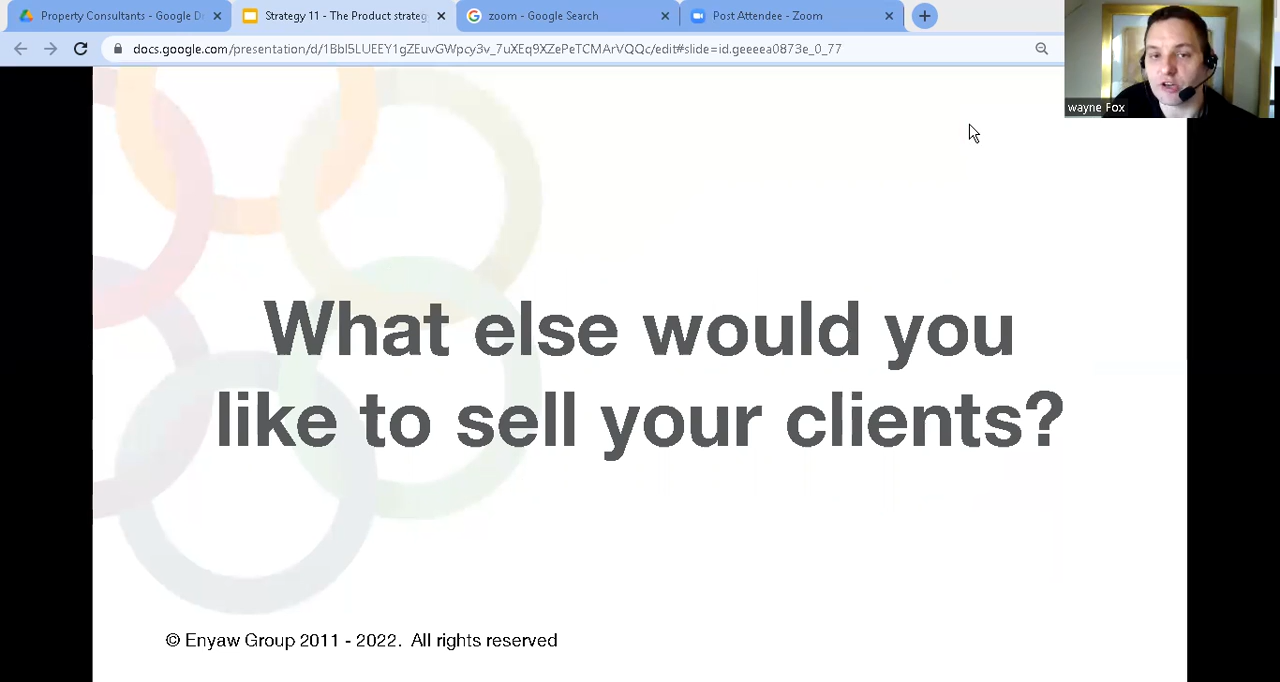 Property Consultants - Google Dr
Strategy 11 - The Product strateg
zoom - Google Search
Post Attendee - Zoom
docs.google.com/presentation/d/1BbI5LUEEY1gZEuvGWpcy3v_7uXEq9XZePeTCMArVQQc/edit#slide=id.geeeea0873e_0_77
wayne Fox
What else would you
like to sell your clients?
© Enyaw Group 2011 - 2022. All rights reserved